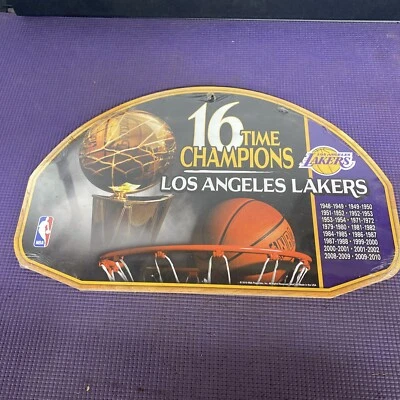 16
TIME
CHAMPIONS
LOS ANGELES LAKERS
LOS ANGELES
LAKERS
1948-1949 • 1949-1950
1951-1952 • 1952-1953
1953-1954 • 1971-1972
1979-1980 • 1981-1982
1984-1985 • 1986-1987
1987-1988 • 1999-2000
2000-2001 • 2001-2002
2008-2009 • 2009-2010
NBA